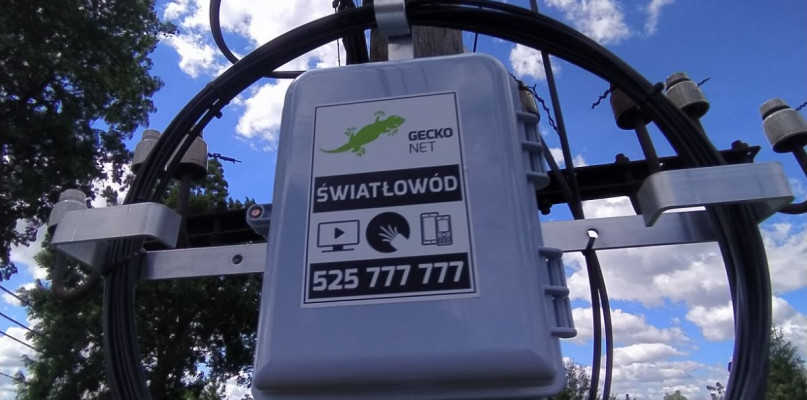 GECKO
NET
ŚWIATŁOWÓD
525 777 777